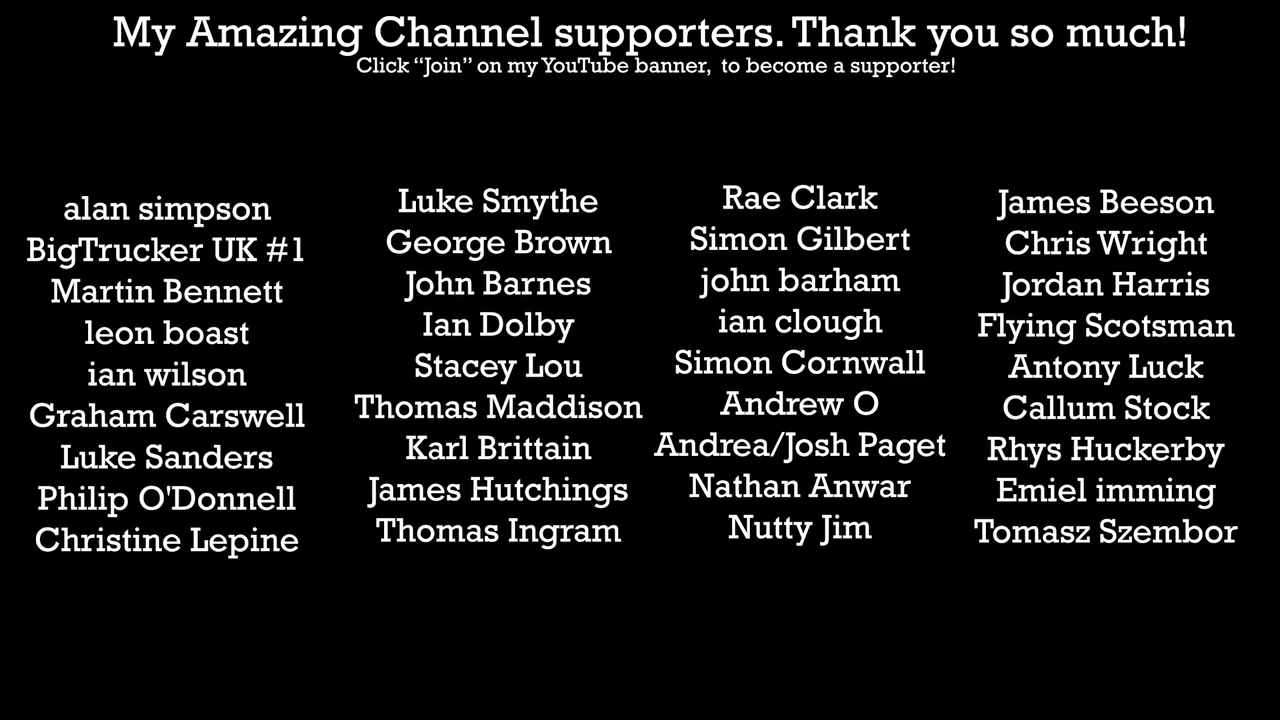 My Amazing Channel supporters. Thank you so much!
Click “Join” on my YouTube banner, to become a supporter!
alan simpson
BigTrucker UK #1
Martin Bennett
leon boast
ian wilson
Graham Carswell
Luke Sanders
Philip O'Donnell
Christine Lepine
Luke Smythe
George Brown
John Barnes
Ian Dolby
Stacey Lou
Thomas Maddison
Karl Brittain
James Hutchings
Thomas Ingram
Rae Clark
Simon Gilbert
john barham
ian clough
Simon Cornwall
Andrew O
Andrea/Josh Paget
Nathan Anwar
Nutty Jim
James Beeson
Chris Wright
Jordan Harris
Flying Scotsman
Antony Luck
Callum Stock
Rhys Huckerby
Emiel imming
Tomasz Szembor